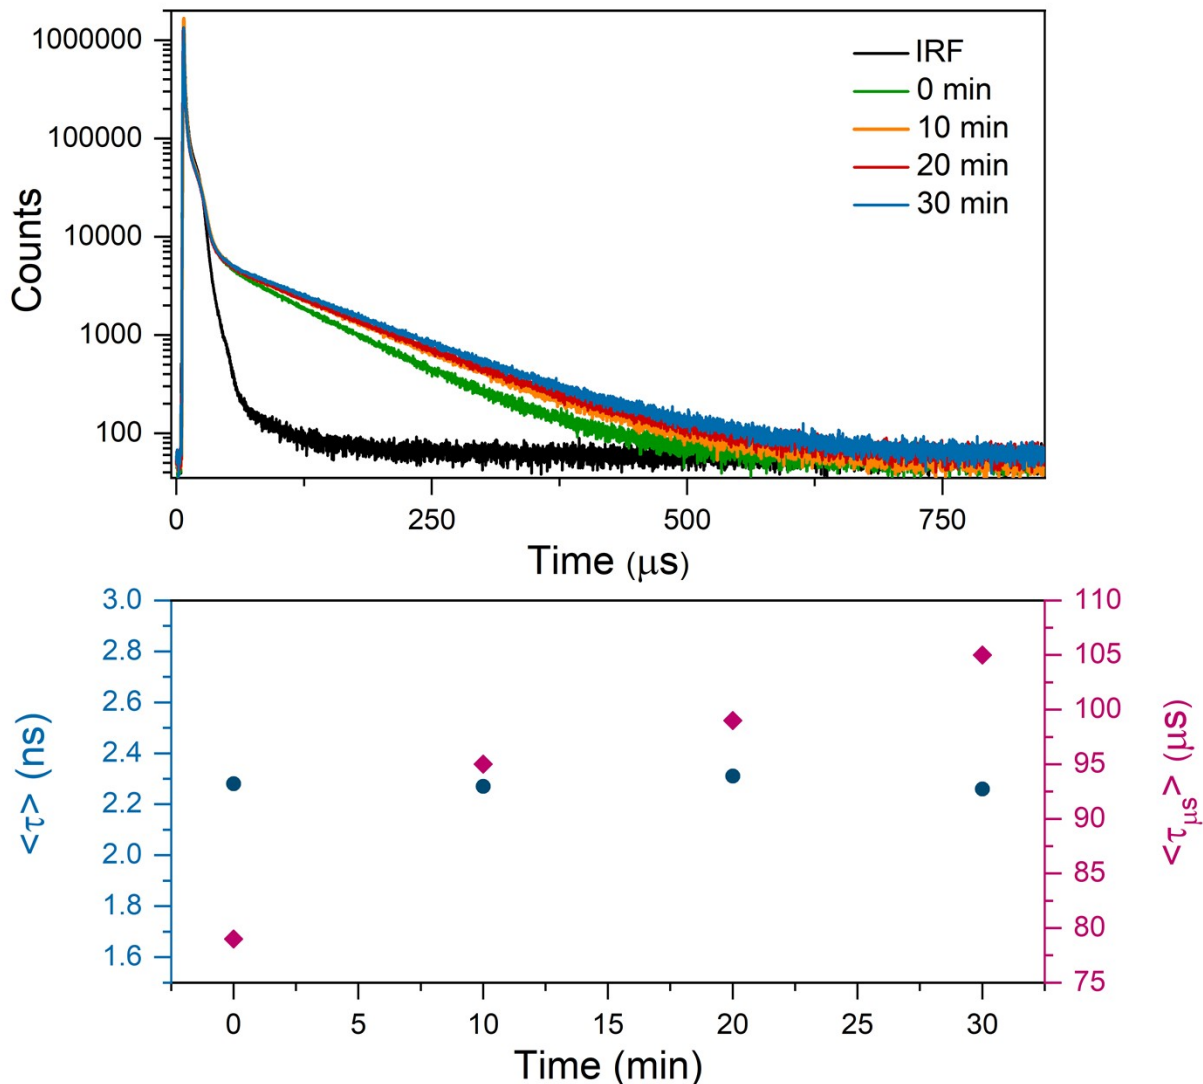 1000000
100000
10000
1000
100
Counts
IRF
0 min
10 min
20 min
30 min
0 250 500 750
Time (μs)
3.0
2.8
2.6
2.4
2.2
2.0
1.8
1.6
<τ> (ns)
110
105
100
95
90
85
80
75
<τμs> (μs)
0 5 10 15 20 25 30
Time (min)